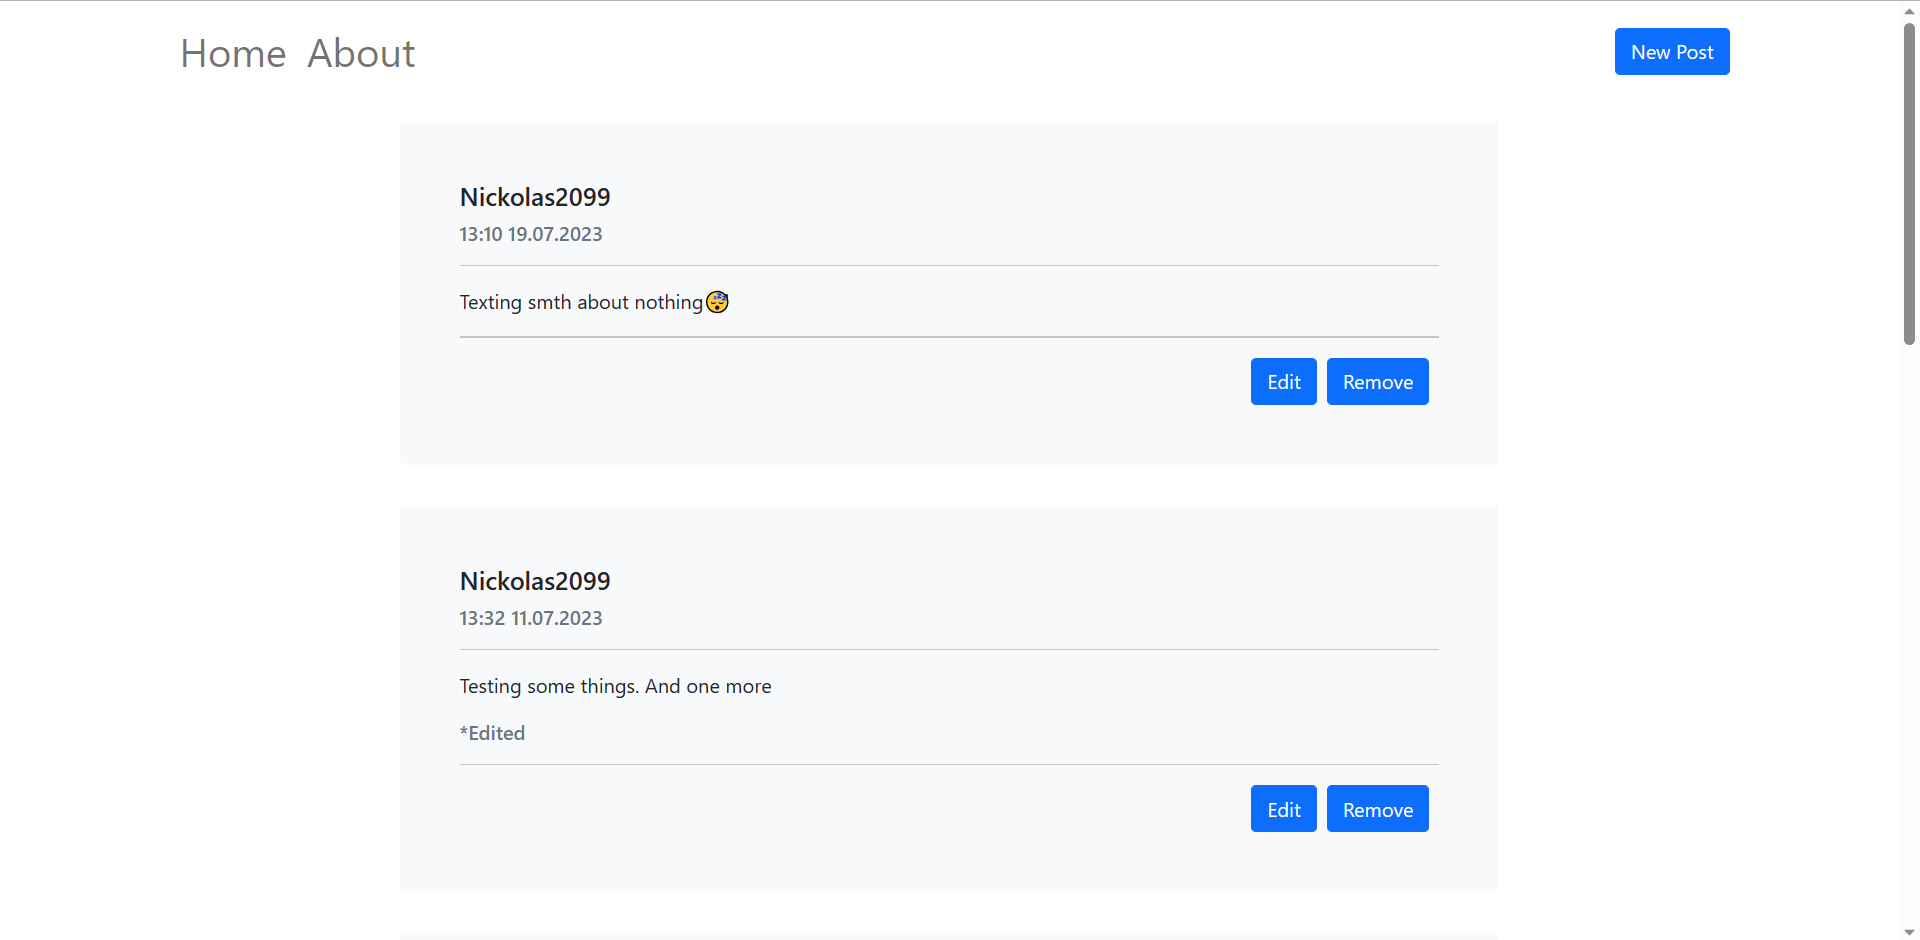 Home About New Post
Nickolas2099
13:10 19.07.2023
Texting smth about nothing😴
Edit Remove
Nickolas2099
13:32 11.07.2023
Testing some things. And one more
*Edited
Edit Remove